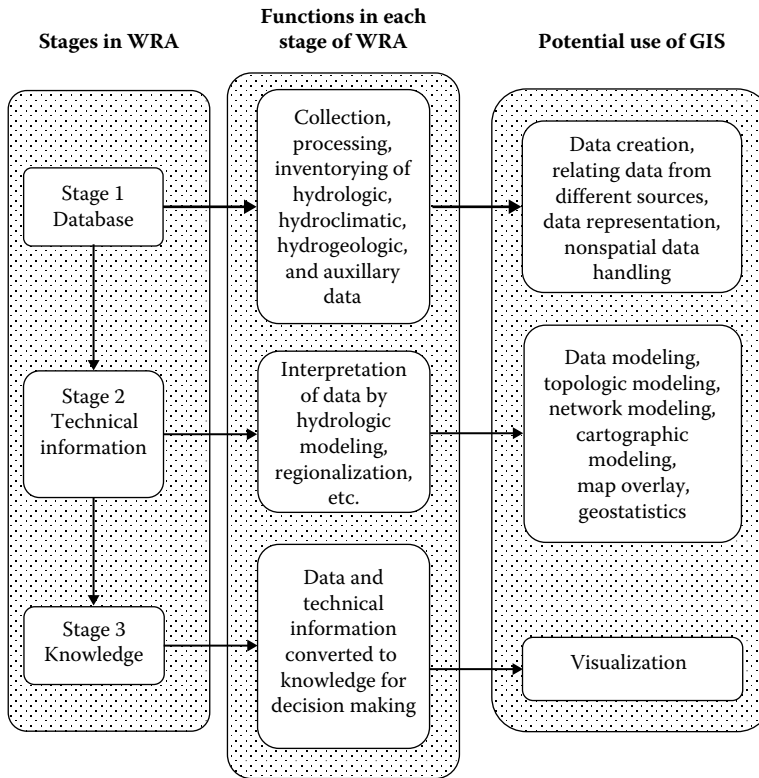 Stages in WRA
Functions in each
stage of WRA
Potential use of GIS
Stage 1
Database
Collection,
processing,
inventorying of
hydrologic,
hydroclimatic,
hydrogeologic,
and auxillary
data
Data creation,
relating data from
different sources,
data representation,
nonspatial data
handling
Stage 2
Technical
information
Interpretation
of data by
hydrologic
modeling,
regionalization,
etc.
Data modeling,
topologic modeling,
network modeling,
cartographic
modeling,
map overlay,
geostatistics
Stage 3
Knowledge
Data and
technical
information
converted to
knowledge for
decision making
Visualization